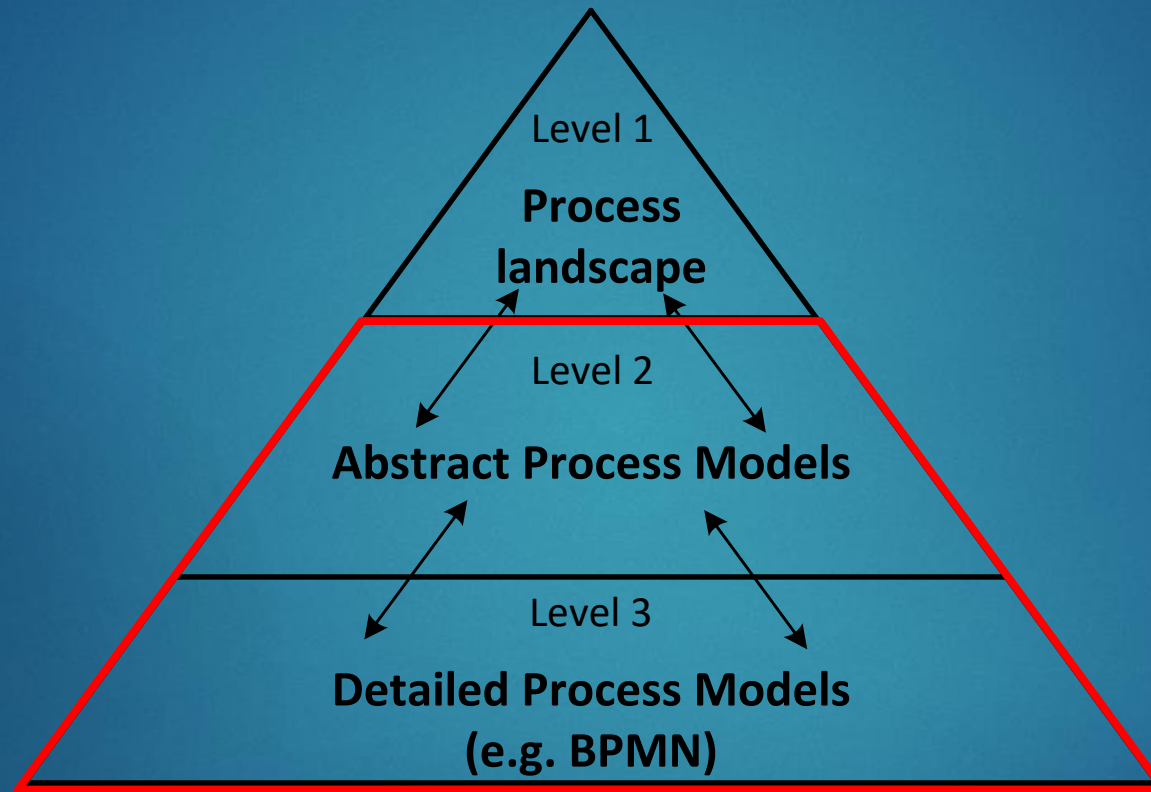 Level 1
Process
landscape
Level 2
Abstract Process Models
Level 3
Detailed Process Models
(e.g. BPMN)